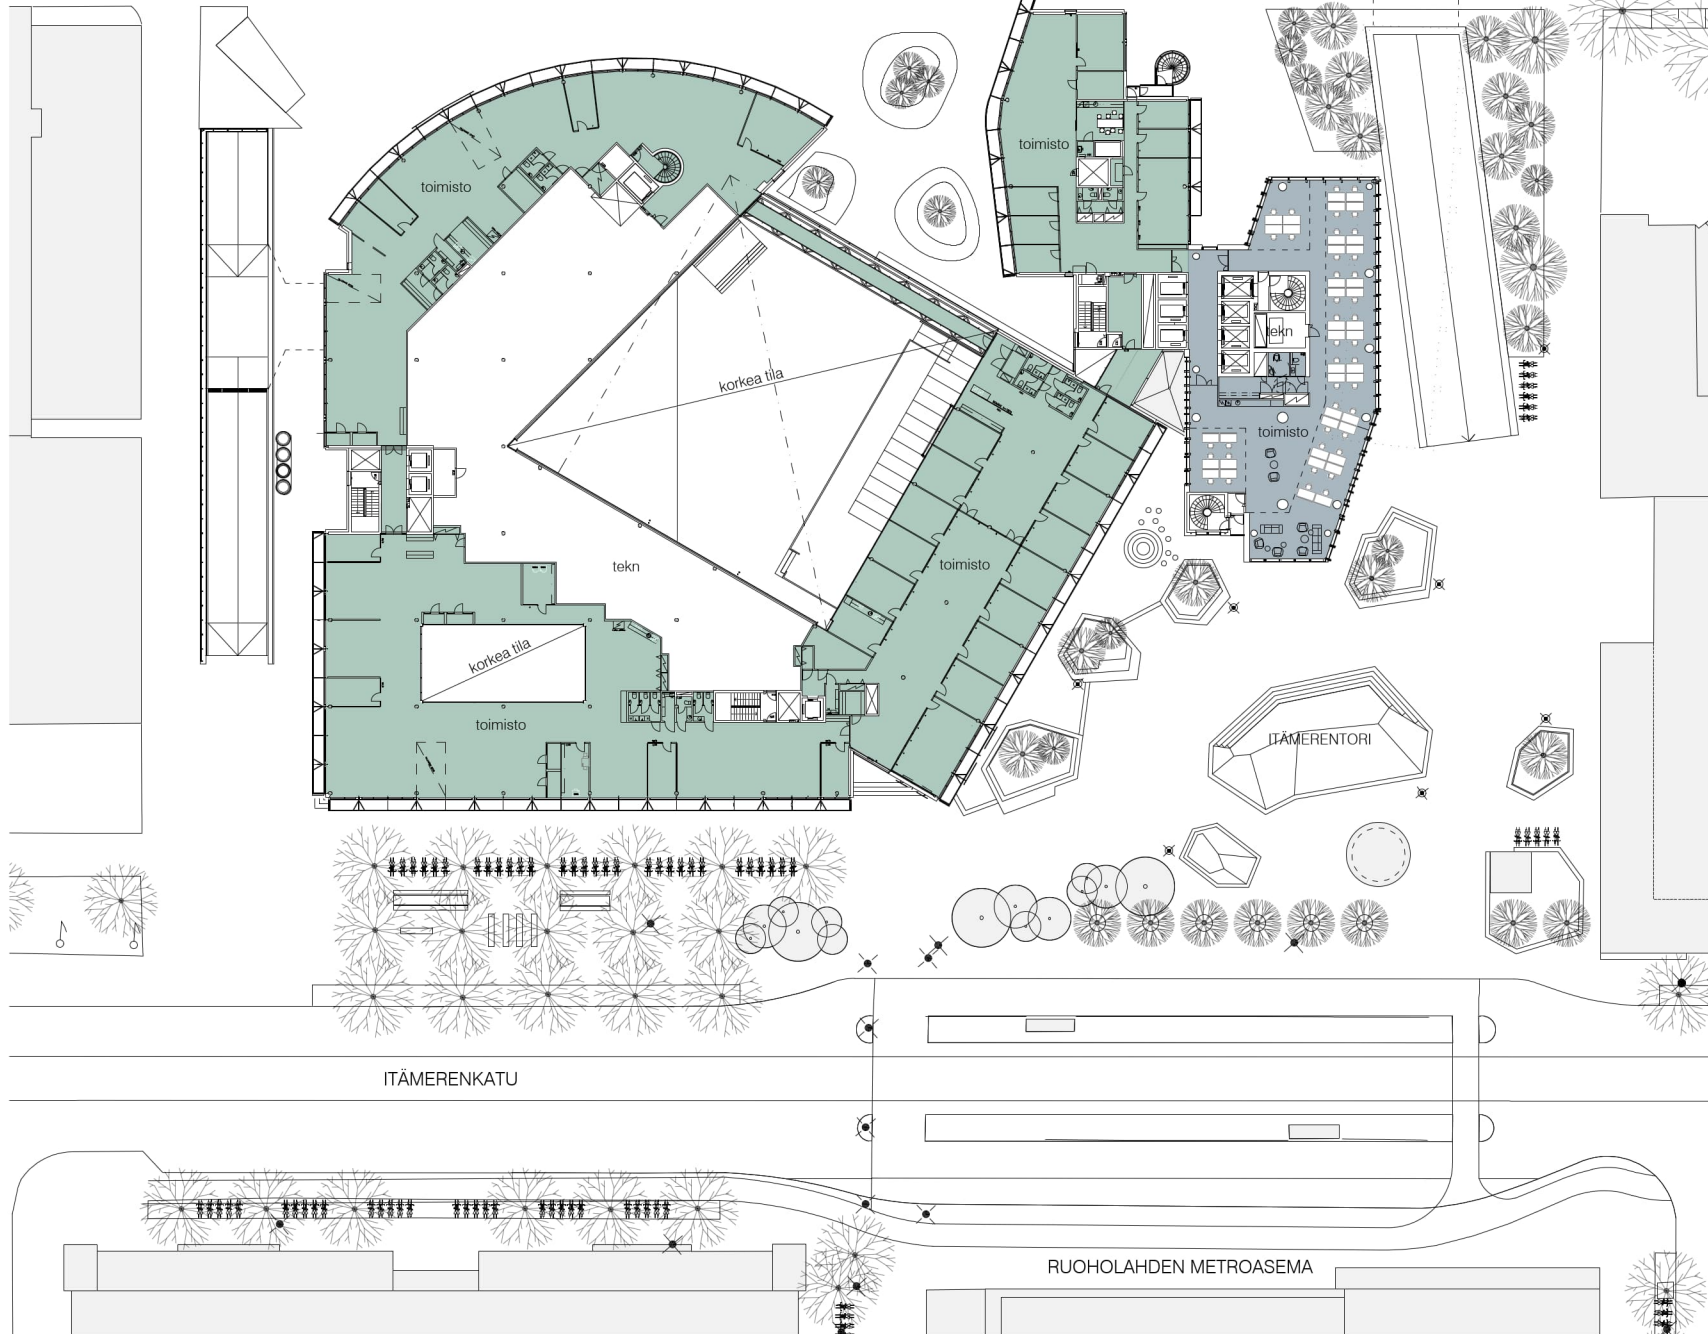 toimisto
toimisto
tekn
korkea tila
toimisto
toimisto
tekn
korkea tila
toimisto
ITÄMERENTORI
ITÄMERENKATU
RUOHOLAHDEN METROASEMA